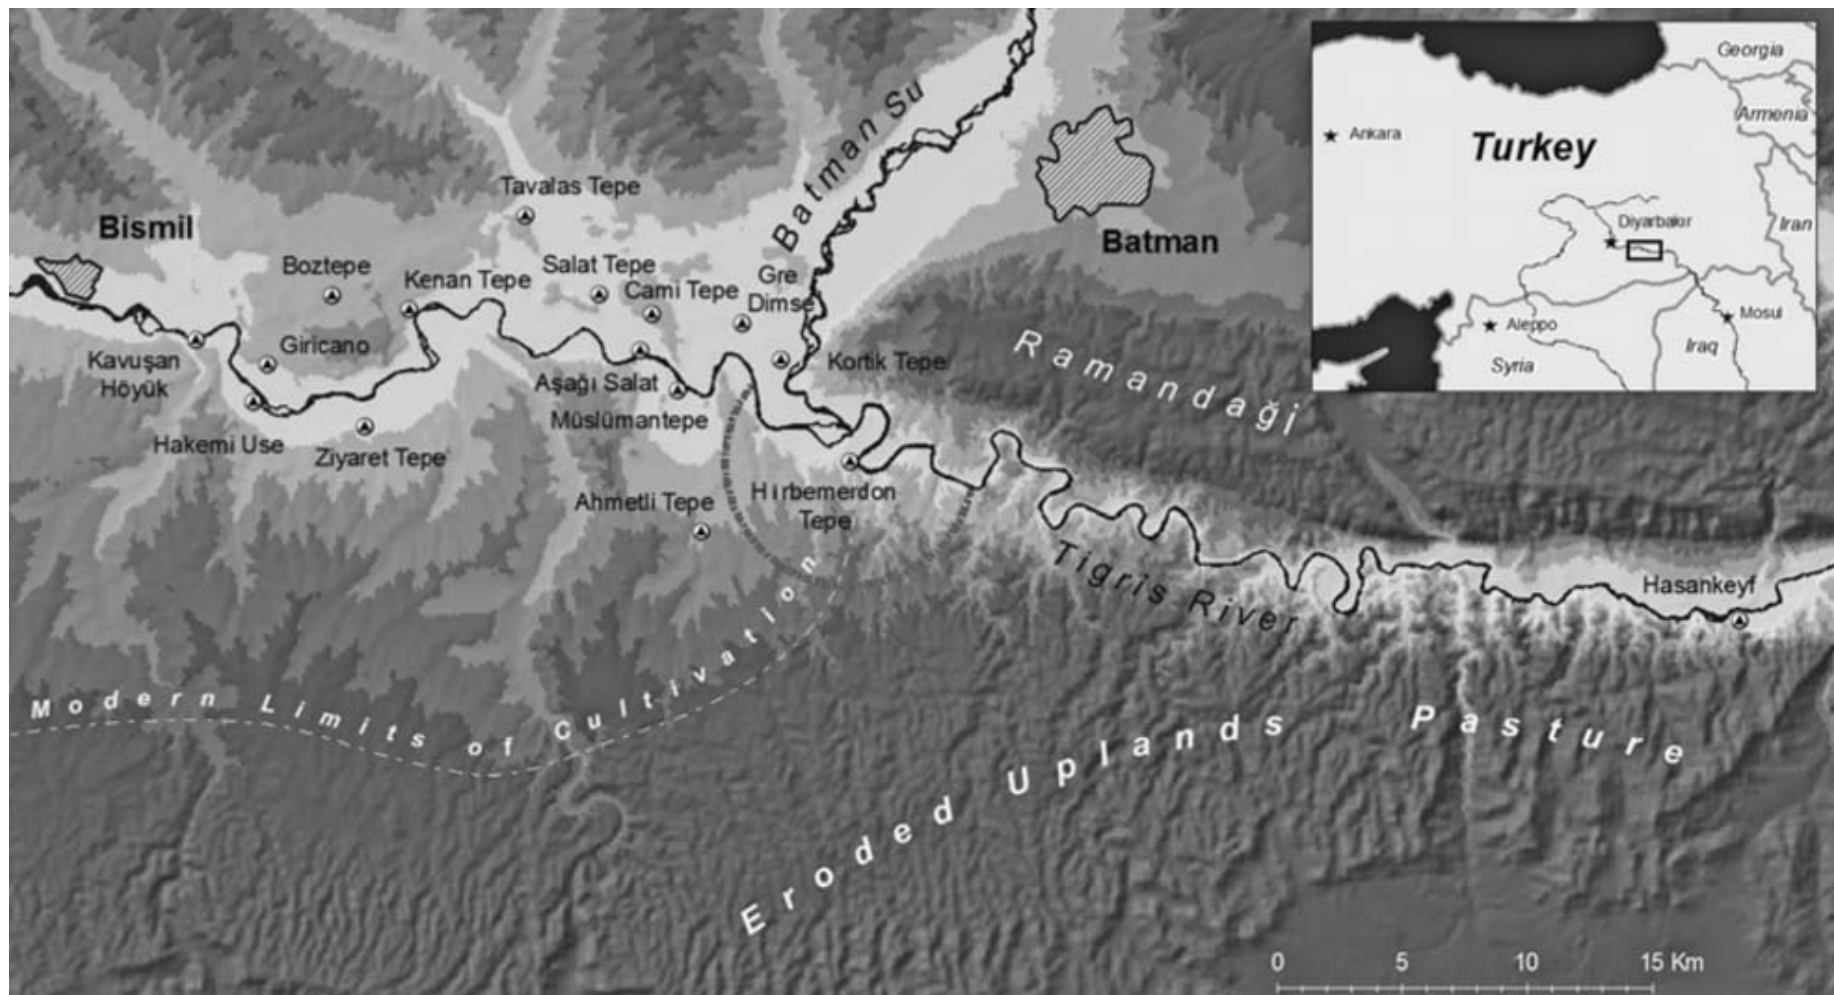 Georgia
Armenia
Ankara
Turkey
Iran
Diyarbakır
Mosul
Aleppo
Iraq
Syria
Batman Su
Tavalas Tepe
Bismil
Batman
Boztepe
Salat Tepe
Gre
Dimse
Kenan Tepe
Cami Tepe
Giricano
Kavuşan
Höyük
Kortik Tepe
Ramandaği
Aşağı Salat
Müslümantepe
Hakemi Use
Ziyaret Tepe
Ahmetli Tepe
Hirbemerdon
Tepe
Tigris River
Hasankeyf
Modern Limits of Cultivation
Eroded Uplands Pasture
0 5 10 15 Km